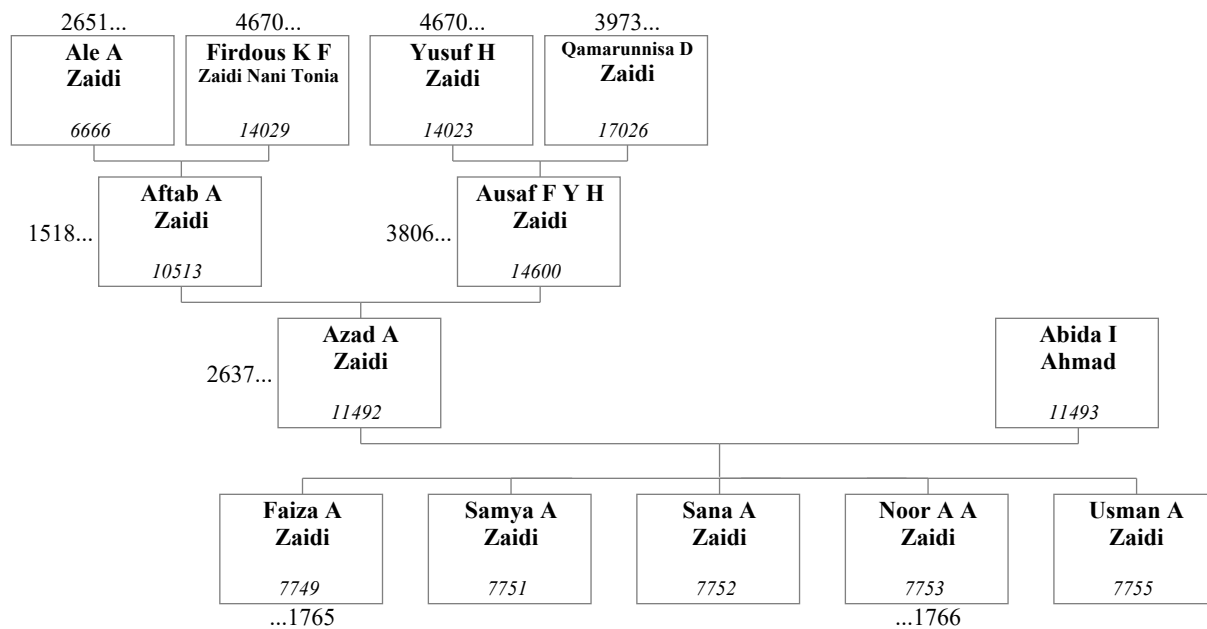 2651...
4670...
4670...
3973...
Ale A
Zaidi
6666
Firdous K F
Zaidi Nani Tonia
14029
Yusuf H
Zaidi
14023
Qamarunnisa D
Zaidi
17026
1518...
Aftab A
Zaidi
10513
3806...
Ausaf F Y H
Zaidi
14600
2637...
Azad A
Zaidi
11492
Abida I
Ahmad
11493
Faiza A
Zaidi
7749
...1765
Samya A
Zaidi
7751
Sana A
Zaidi
7752
Noor A A
Zaidi
7753
...1766
Usman A
Zaidi
7755